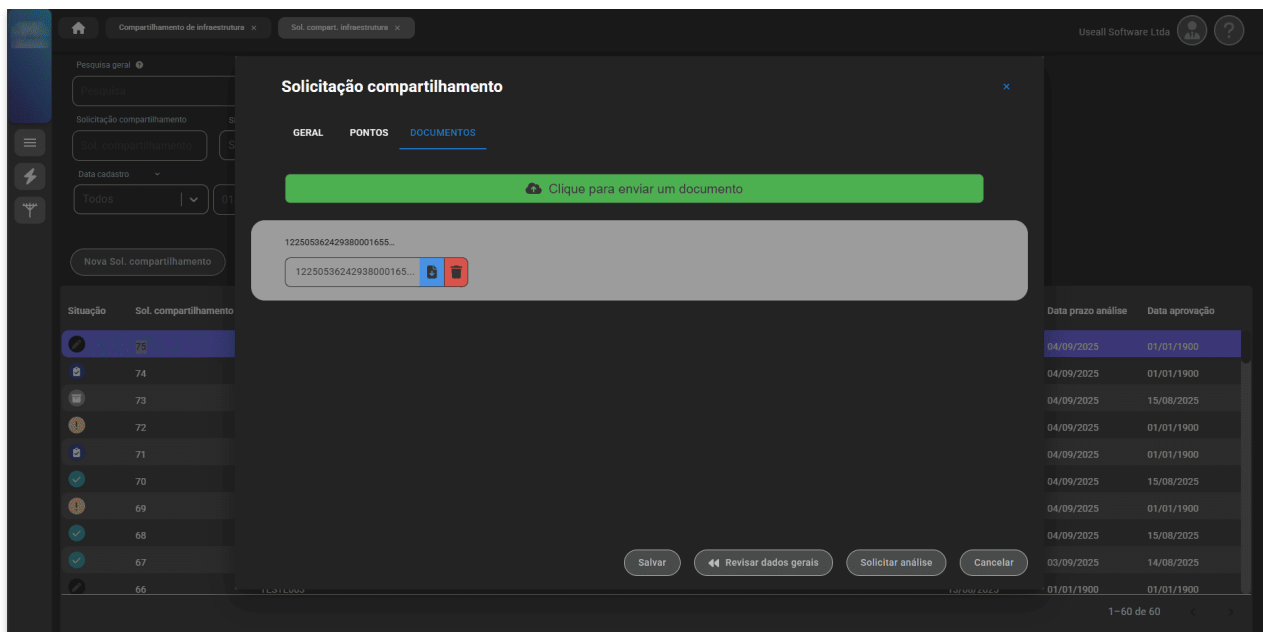 Compartilhamento de infraestrutura ×
Sol. compart. infraestrutura ×
Useall Software Ltda
?
Pesquisa geral
Pesquisa
Solicitação compartilhamento
Sol. compartilhamento
Data cadastro
Todos
01
Nova Sol. compartilhamento
Solicitação compartilhamento
×
GERAL PONTOS DOCUMENTOS
Clique para enviar um documento
122505362429380001655...
12250536242938000165...
Salvar
Revisar dados gerais
Solicitar análise
Cancelar
Situação Sol. compartilhamento Data prazo análise Data aprovação
75 04/09/2025 01/01/1900
74 04/09/2025 01/01/1900
73 04/09/2025 15/08/2025
72 04/09/2025 01/01/1900
71 04/09/2025 01/01/1900
70 04/09/2025 15/08/2025
69 04/09/2025 01/01/1900
68 04/09/2025 15/08/2025
67 03/09/2025 14/08/2025
66 01/01/1900 01/01/1900
1–60 de 60